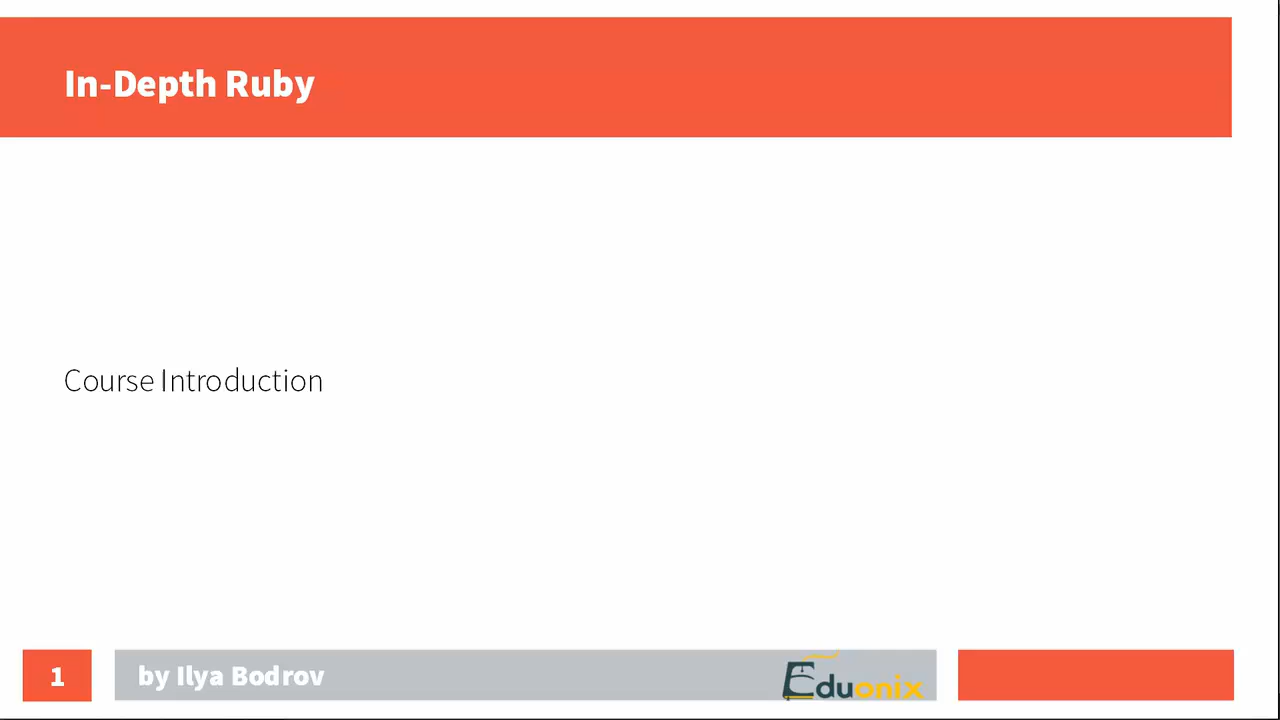 In-Depth Ruby
Course Introduction
1
by Ilya Bodrov
Eduonix